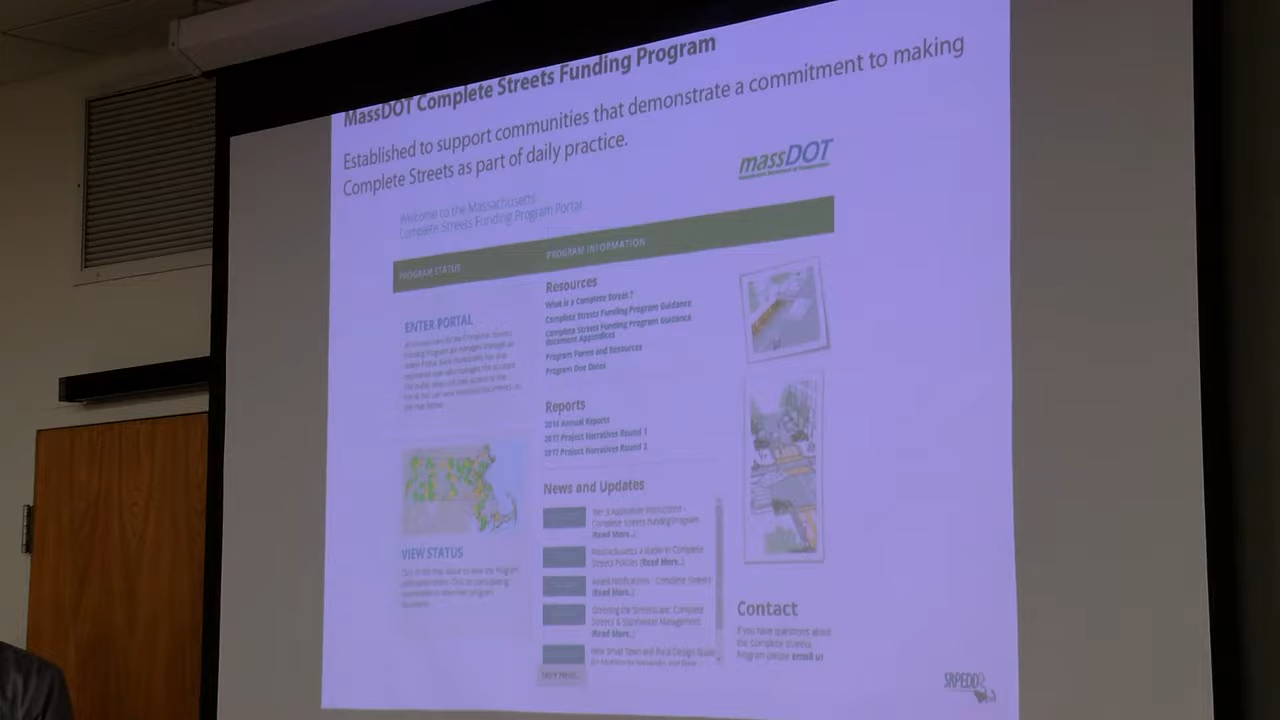 MassDOT Complete Streets Funding Program
Established to support communities that demonstrate a commitment to making
Complete Streets as part of daily practice.
massDOT
Welcome to the Massachusetts
Complete Streets Funding Program Portal
PROGRAM STATUS
PROGRAM INFORMATION
ENTER PORTAL
VIEW STATUS
Resources
What is a Complete Street?
Complete Streets Funding Program Guidance
Complete Streets Funding Program Guidance
document Appendices
Program Forms and Resources
Program Due Dates
Reports
2016 Annual Reports
2017 Project Narratives Round 1
2017 Project Narratives Round 2
News and Updates
Tier 3 Application Instructions -
Complete Streets Funding Program
(Read More..)
Massachusetts a leader in Complete
Streets Policies (Read More..)
Award Notifications - Complete Streets
(Read More..)
Greening the Streetscape: Complete
Streets & Stormwater Management
(Read More..)
New Small Town and Rural Design Guide
More News...
Contact
If you have questions about
the Complete Streets
Program please email us
SRPEDD